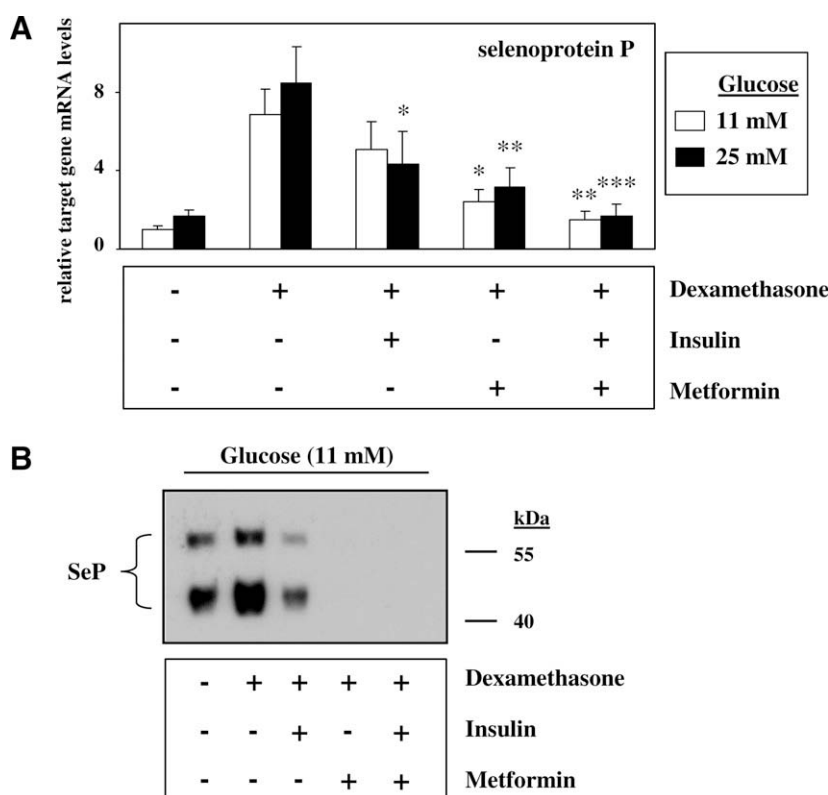 A
relative target gene mRNA levels
8
4
0
selenoprotein P
*
*
**
**
***
Glucose
11 mM
25 mM
- + + + + Dexamethasone
- - + - + Insulin
- - - + + Metformin
B
Glucose (11 mM)
SeP
kDa
55
40
- + + + + Dexamethasone
- - + - + Insulin
- - - + + Metformin